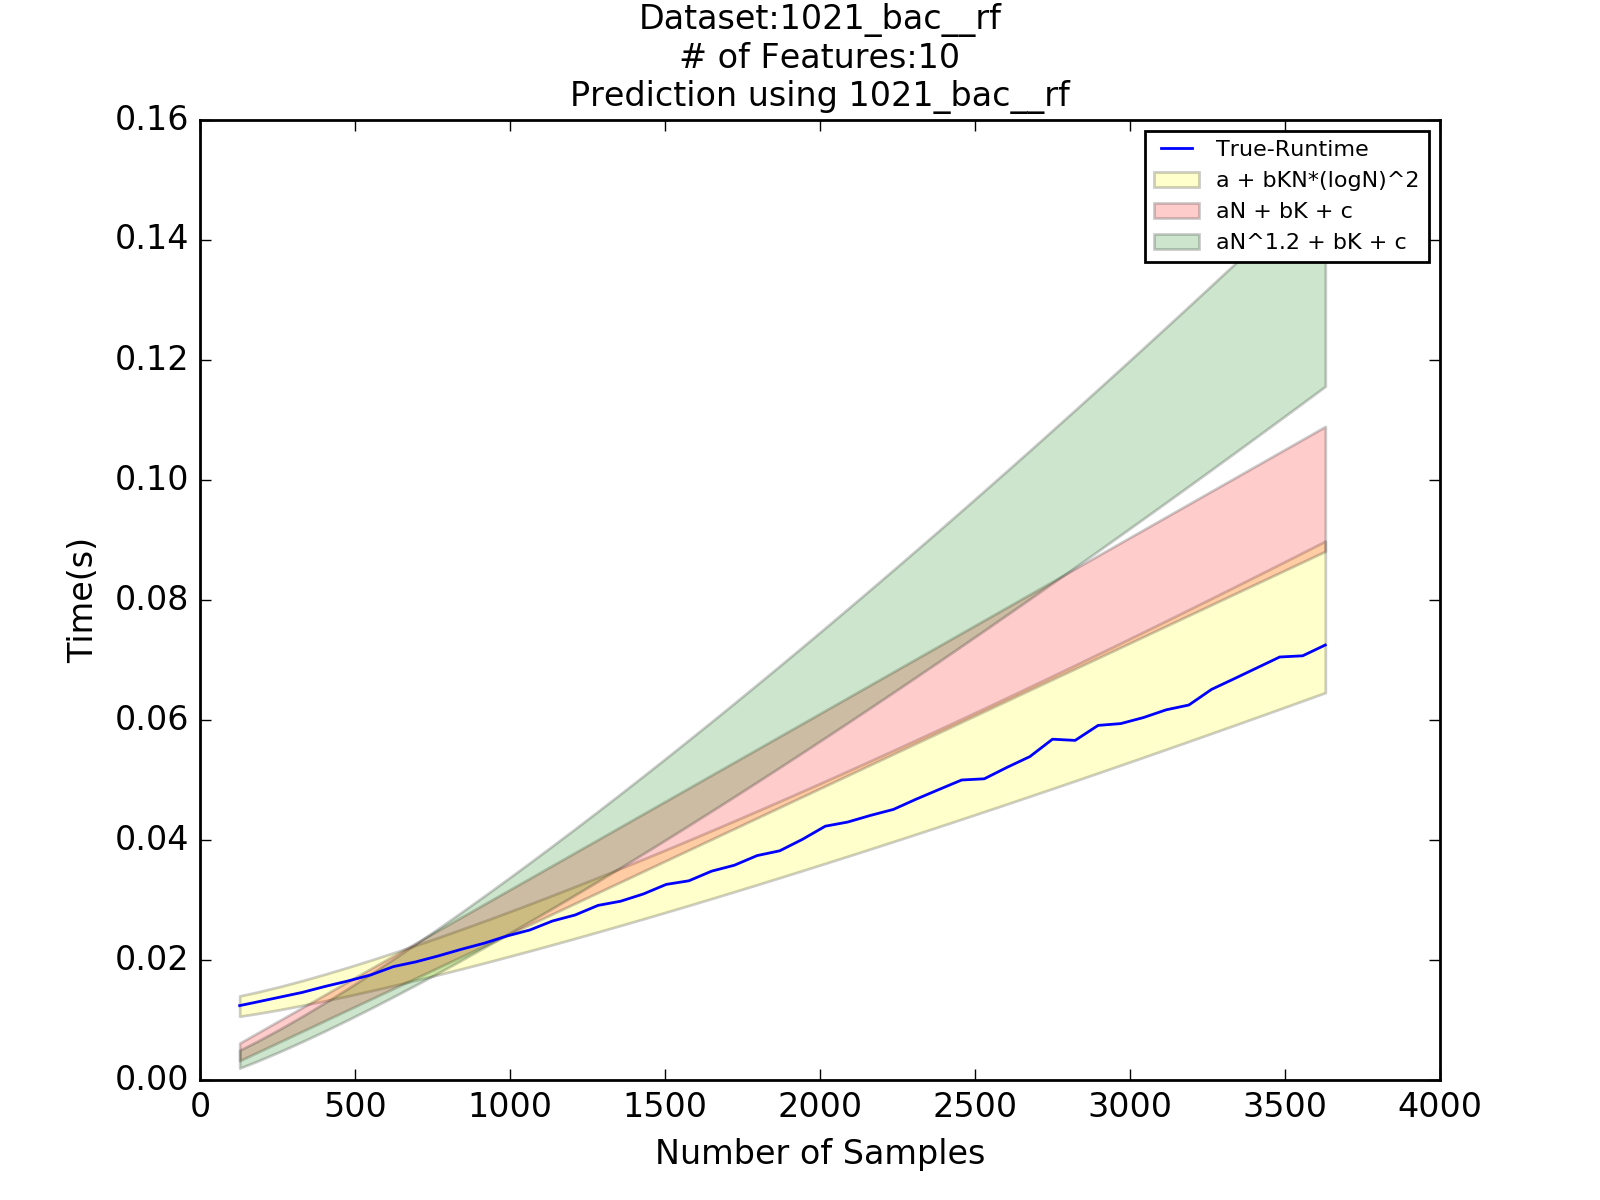 Dataset:1021_bac__rf
# of Features:10
Prediction using 1021_bac__rf
0.16
0.14
0.12
0.10
0.08
0.06
0.04
0.02
0.00
Time(s)
True-Runtime
a + bKN*(logN)^2
aN + bK + c
aN^1.2 + bK + c
0 500 1000 1500 2000 2500 3000 3500 4000
Number of Samples